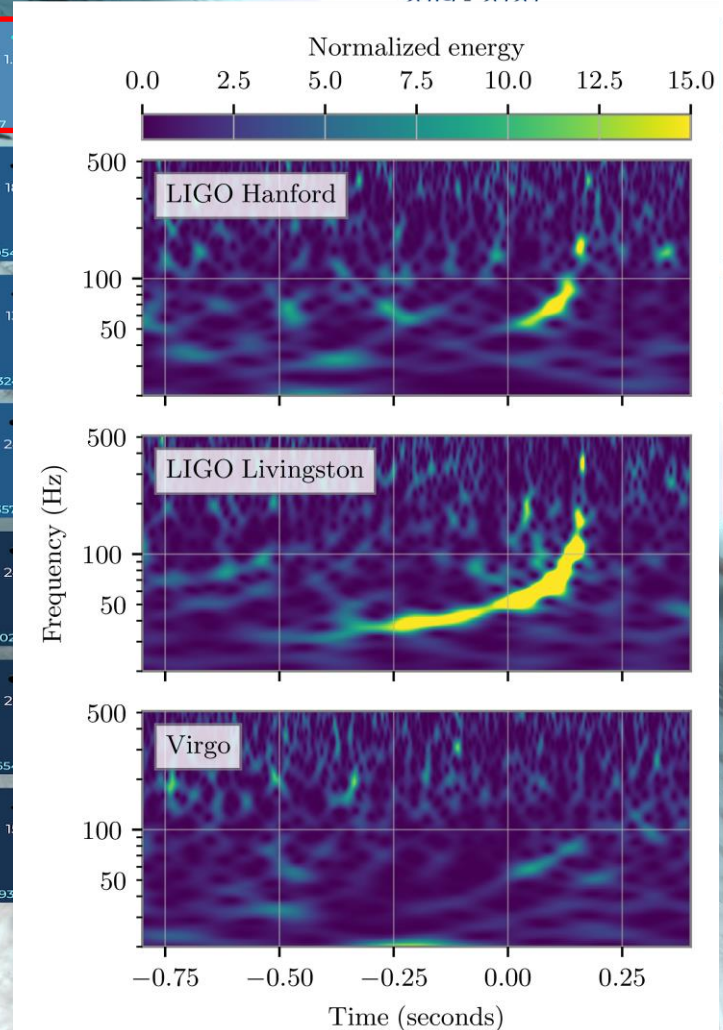 Normalized energy
0.0 2.5 5.0 7.5 10.0 12.5 15.0
500
LIGO Hanford
100
50
500
LIGO Livingston
100
50
Frequency (Hz)
500
Virgo
100
50
−0.75 −0.50 −0.25 0.00 0.25
Time (seconds)